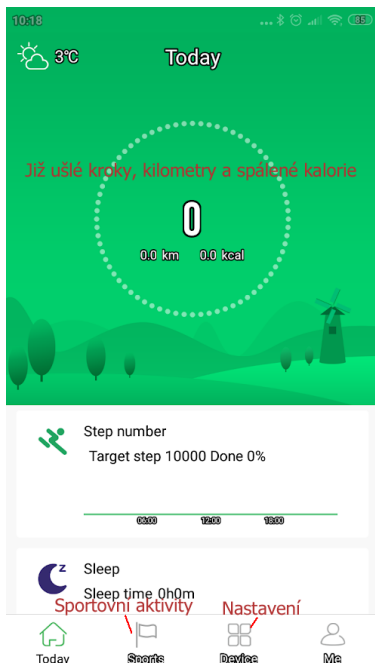 10:18
... 85
3°C
Today
Již ušlé kroky, kilometry a spálené kalorie
0
0.0 km 0.0 kcal
Step number
Target step 10000 Done 0%
06:00 12:00 18:00
z
Sleep
Sleep time 0h0m
Sportovní aktivity Nastavení
Today Sports Device Me